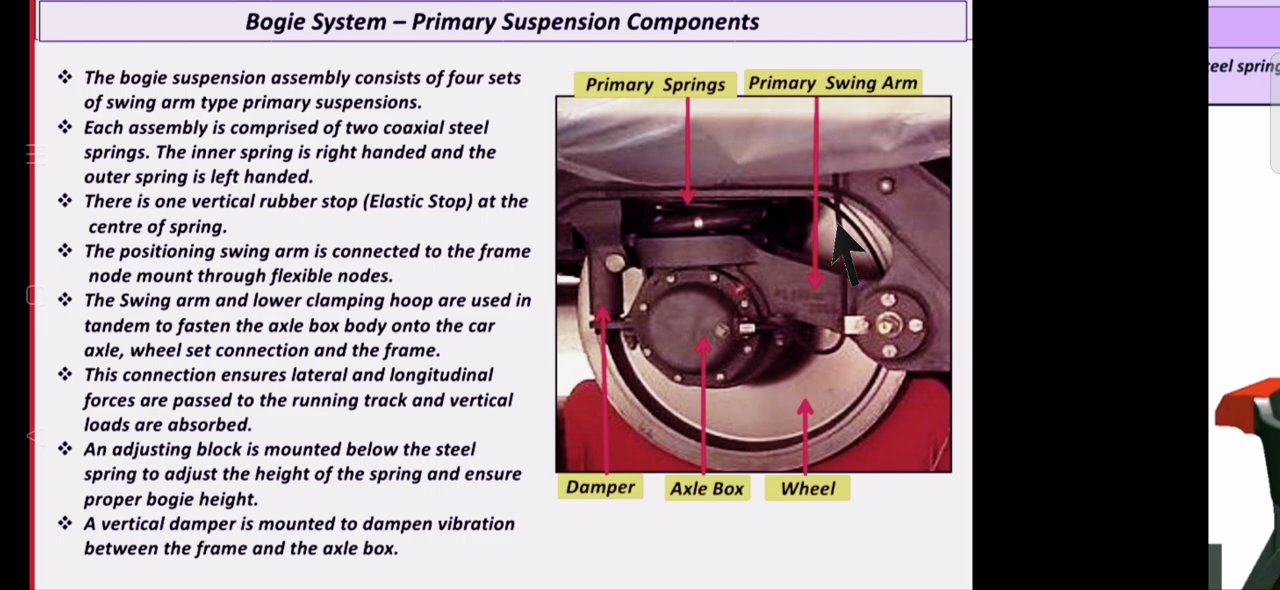 Bogie System – Primary Suspension Components
❖ The bogie suspension assembly consists of four sets
of swing arm type primary suspensions.
❖ Each assembly is comprised of two coaxial steel
springs. The inner spring is right handed and the
outer spring is left handed.
❖ There is one vertical rubber stop (Elastic Stop) at the
centre of spring.
❖ The positioning swing arm is connected to the frame
node mount through flexible nodes.
❖ The Swing arm and lower clamping hoop are used in
tandem to fasten the axle box body onto the car
axle, wheel set connection and the frame.
❖ This connection ensures lateral and longitudinal
forces are passed to the running track and vertical
loads are absorbed.
❖ An adjusting block is mounted below the steel
spring to adjust the height of the spring and ensure
proper bogie height.
❖ A vertical damper is mounted to dampen vibration
between the frame and the axle box.
Primary Springs
Primary Swing Arm
Damper
Axle Box
Wheel